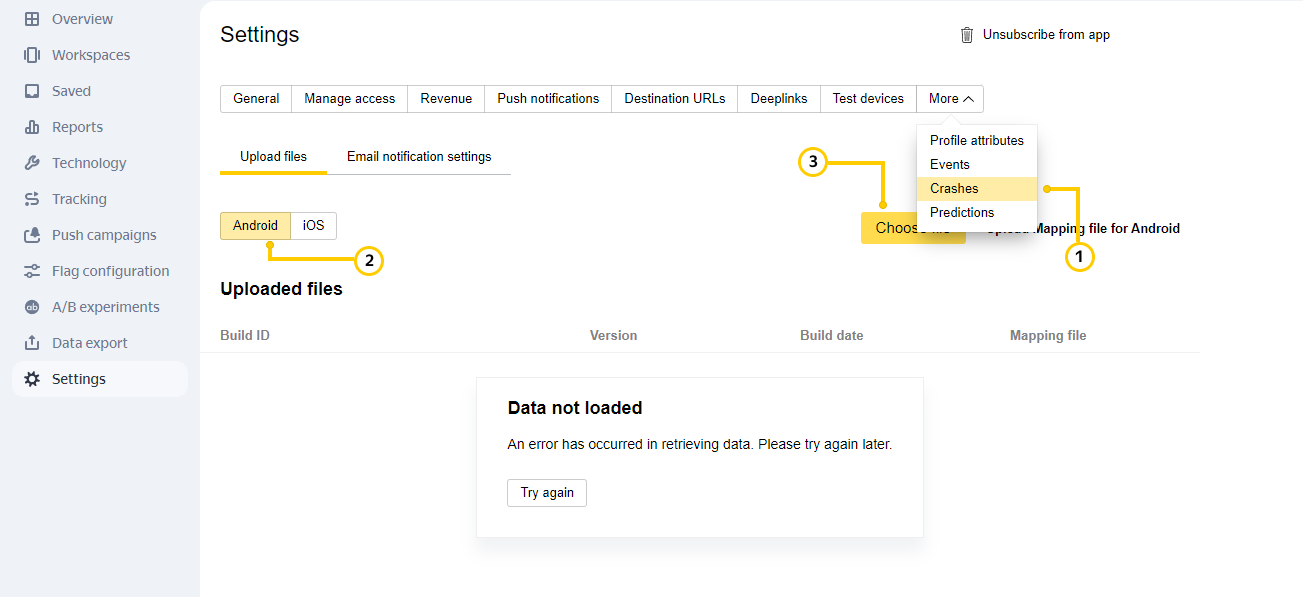 Overview
Workspaces
Saved
Reports
Technology
Tracking
Push campaigns
Flag configuration
A/B experiments
Data export
Settings
Settings
Unsubscribe from app
General Manage access Revenue Push notifications Destination URLs Deeplinks Test devices More
Profile attributes
Events
Crashes
Predictions
Upload files Email notification settings
3
1
2
Android iOS
Choose file Upload Mapping file for Android
Uploaded files
Build ID Version Build date Mapping file
Data not loaded
An error has occurred in retrieving data. Please try again later.
Try again